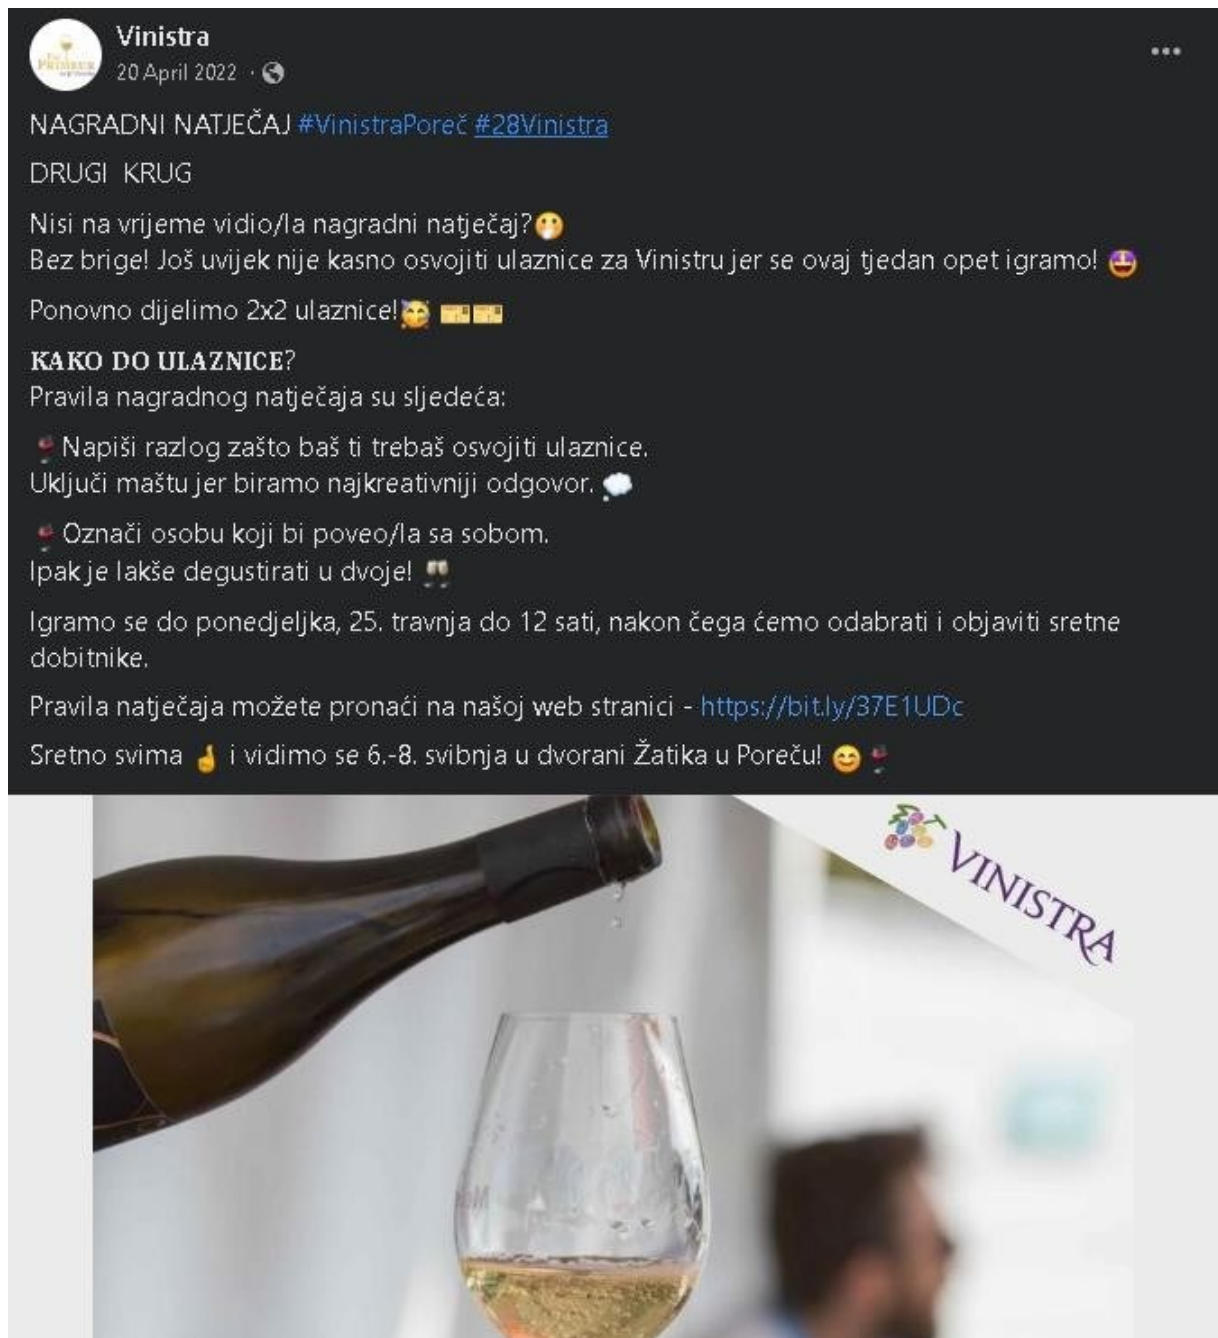 Vinistra
20 April 2022 ·
NAGRADNI NATJEČAJ #VinistraPoreč #28Vinistra
DRUGI KRUG
Nisi na vrijeme vidio/la nagradni natječaj?
Bez brige! Još uvijek nije kasno osvojiti ulaznice za Vinistru jer se ovaj tjedan opet igramo!
Ponovno dijelimo 2x2 ulaznice!
KAKO DO ULAZNICE?
Pravila nagradnog natječaja su sljedeća:
Napiši razlog zašto baš ti trebaš osvojiti ulaznice.
Uključi maštu jer biramo najkreativniji odgovor.
Označi osobu koji bi poveo/la sa sobom.
Ipak je lakše degustirati u dvoje!
Igramo se do ponedjeljka, 25. travnja do 12 sati, nakon čega ćemo odabrati i objaviti sretne
dobitnike.
Pravila natječaja možete pronaći na našoj web stranici - https://bit.ly/37E1UDc
Sretno svima i vidimo se 6.-8. svibnja u dvorani Žatika u Poreču!
VINISTRA